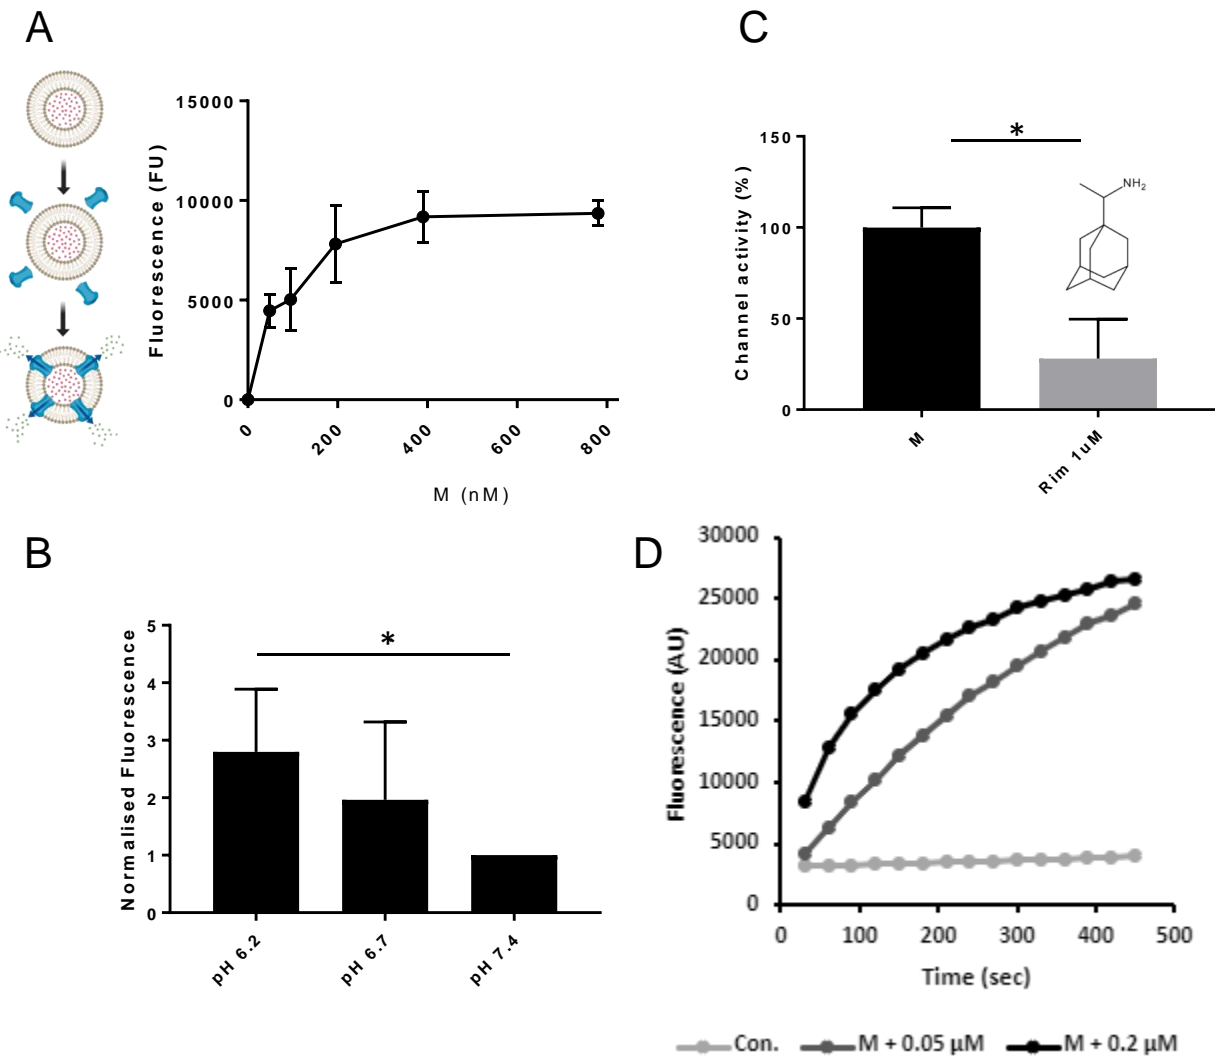 A
15000
10000
5000
0
Fluorescence (FU)
0
200
400
600
800
M (nM)
C
150
100
50
0
Channel activity (%)
*
NH2
M
Rim 1uM
B
5
4
3
2
1
0
Normalised Fluorescence
*
pH 6.2
pH 6.7
pH 7.4
D
30000
25000
20000
15000
10000
5000
0
Fluorescence (AU)
0 100 200 300 400 500
Time (sec)
Con. M + 0.05 μM M + 0.2 μM